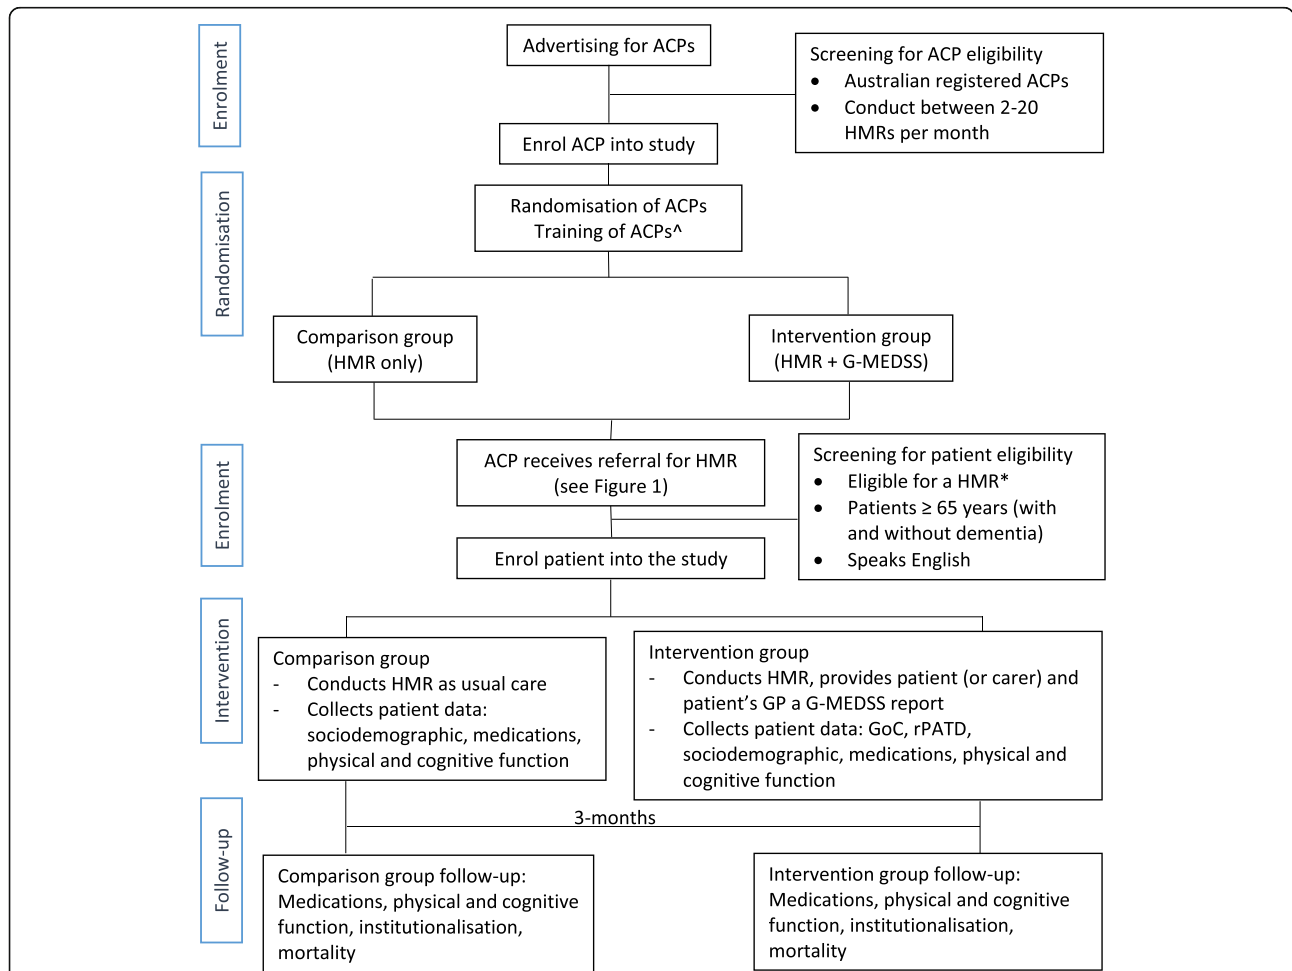 Enrolment
Advertising for ACPs
Screening for ACP eligibility
• Australian registered ACPs
• Conduct between 2-20
HMRs per month
Enrol ACP into study
Randomisation
Randomisation of ACPs
Training of ACPs^
Comparison group
(HMR only)
Intervention group
(HMR + G-MEDSS)
Enrolment
ACP receives referral for HMR
(see Figure 1)
Screening for patient eligibility
• Eligible for a HMR*
• Patients ≥ 65 years (with
and without dementia)
• Speaks English
Enrol patient into the study
Intervention
Comparison group
- Conducts HMR as usual care
- Collects patient data:
sociodemographic, medications,
physical and cognitive function
Intervention group
- Conducts HMR, provides patient (or carer) and
patient’s GP a G-MEDSS report
- Collects patient data: GoC, rPATD,
sociodemographic, medications, physical and
cognitive function
3-months
Follow-up
Comparison group follow-up:
Medications, physical and cognitive
function, institutionalisation,
mortality
Intervention group follow-up:
Medications, physical and cognitive
function, institutionalisation,
mortality